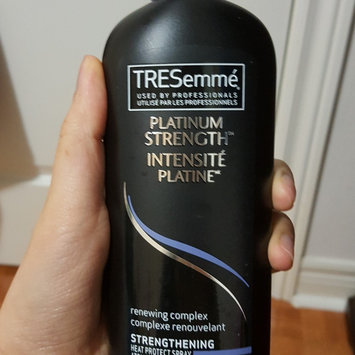 TRESemmé
USED BY PROFESSIONALS
UTILISÉ PAR LES PROFESSIONNELS
PLATINUM
STRENGTH™
INTENSITÉ
PLATINE*
renewing complex
complexe renouvelant
STRENGTHENING
HEAT PROTECT SPRAY